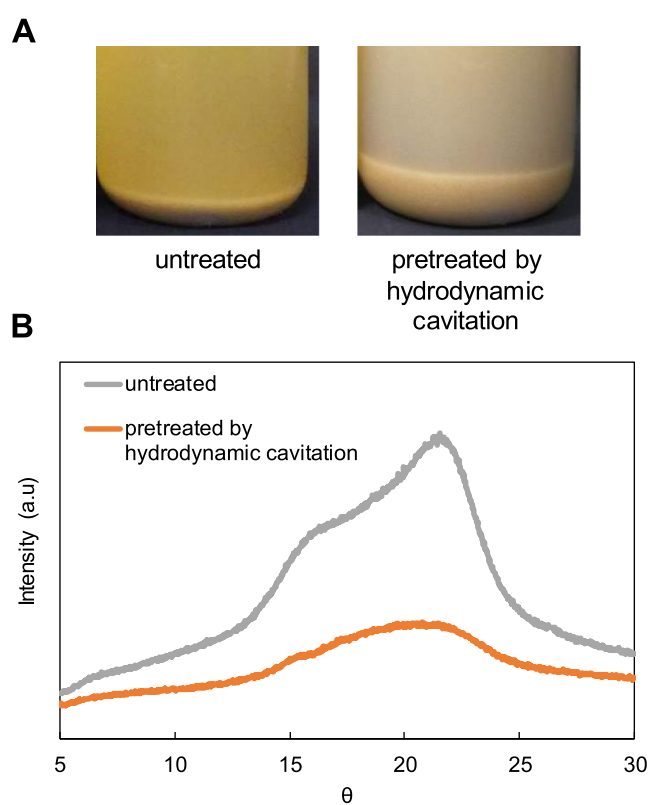 A
untreated
pretreated by
hydrodynamic
cavitation
B
untreated
pretreated by
hydrodynamic cavitation
Intensity (a.u)
5
10
15
20
25
30
θ